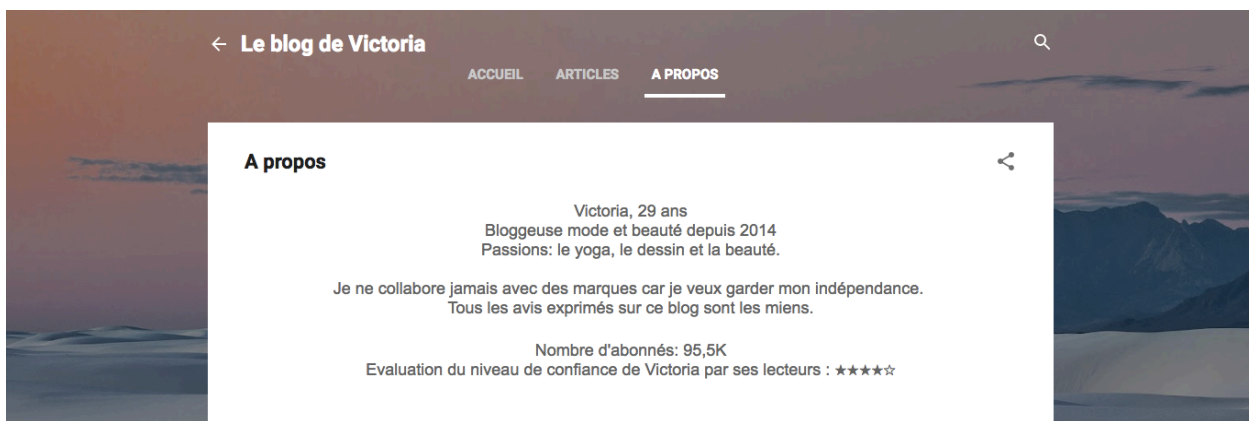 Le blog de Victoria
ACCUEIL ARTICLES A PROPOS
A propos
Victoria, 29 ans
Bloggeuse mode et beauté depuis 2014
Passions: le yoga, le dessin et la beauté.
Je ne collabore jamais avec des marques car je veux garder mon indépendance.
Tous les avis exprimés sur ce blog sont les miens.
Nombre d'abonnés: 95,5K
Evaluation du niveau de confiance de Victoria par ses lecteurs : ★★★★☆